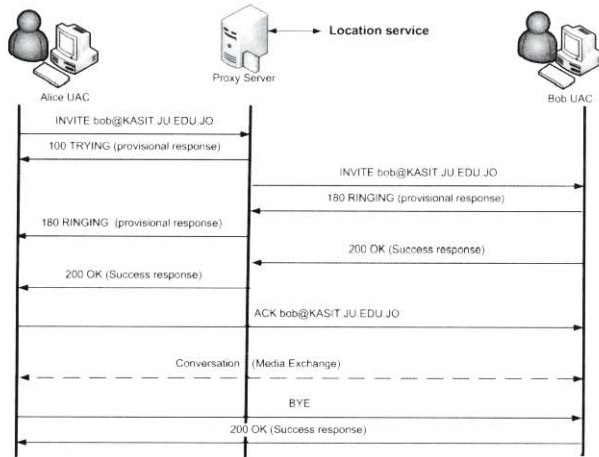 Location service
Proxy Server
Alice UAC
Bob UAC
INVITE bob@KASIT.JU.EDU.JO
100 TRYING (provisional response)
INVITE bob@KASIT.JU.EDU.JO
180 RINGING (provisional response)
180 RINGING (provisional response)
200 OK (Success response)
200 OK (Success response)
ACK bob@KASIT.JU.EDU.JO
Conversation (Media Exchange)
BYE
200 OK (Success response)